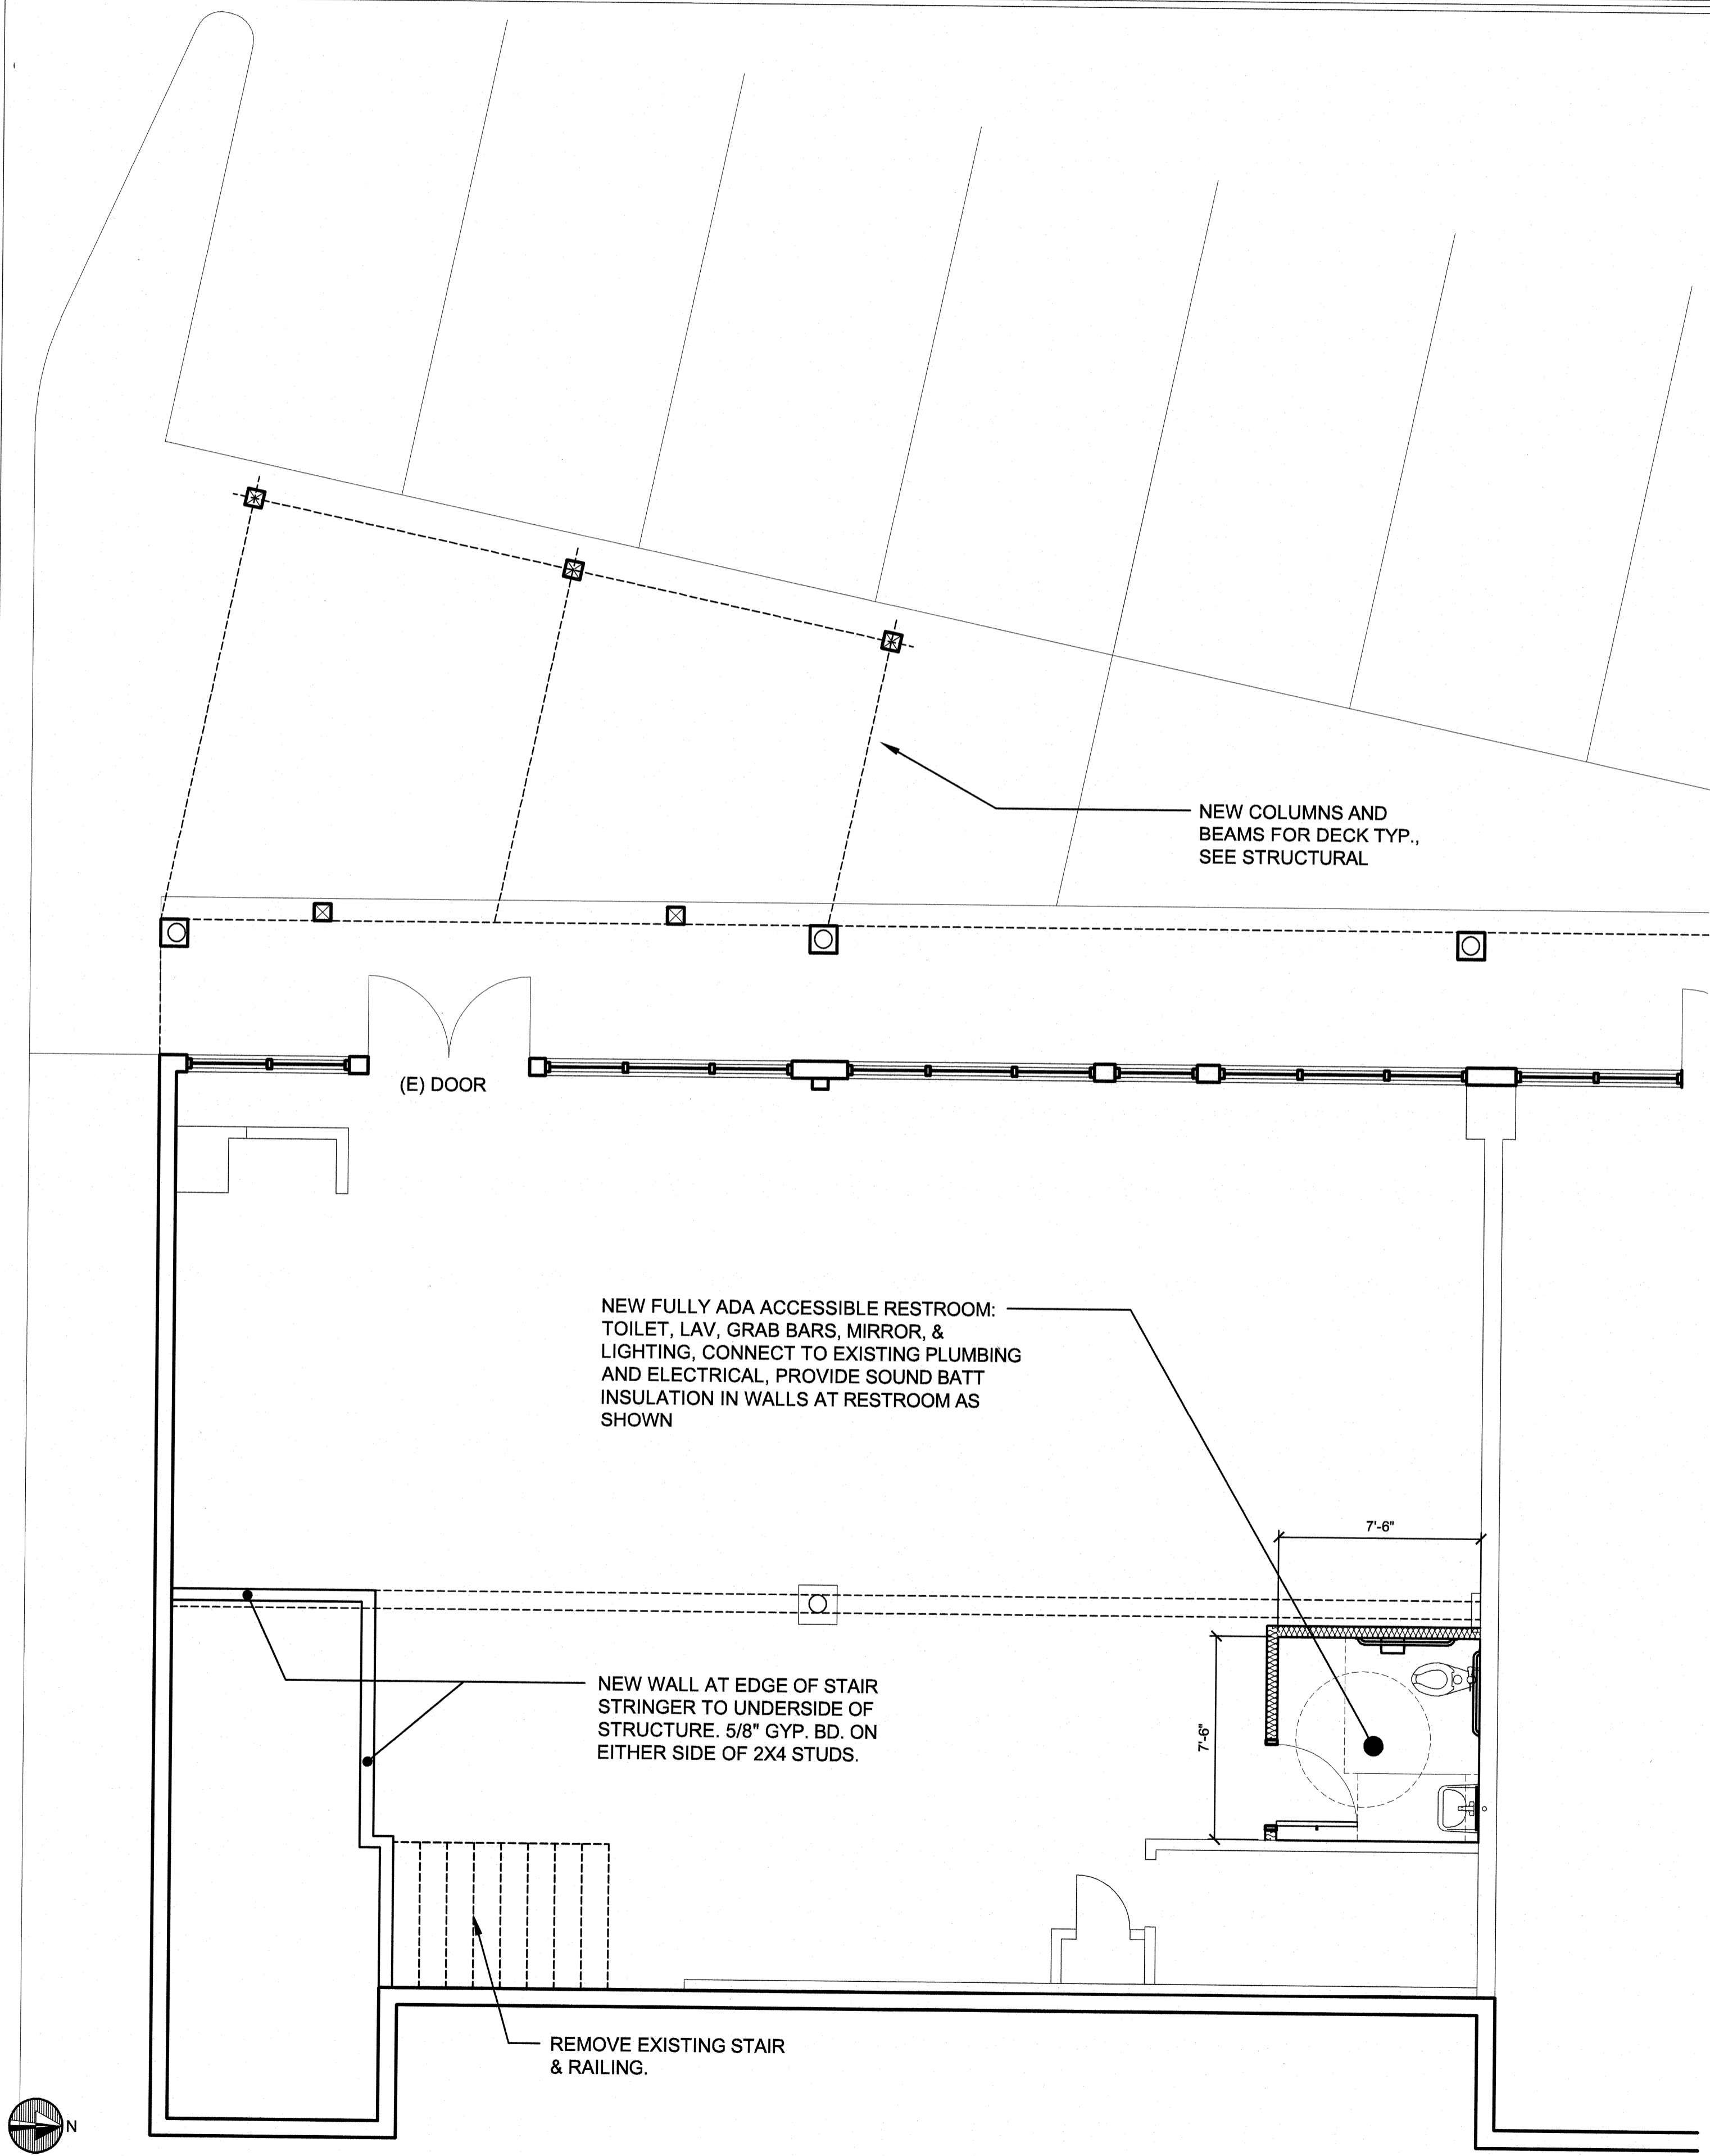 NEW COLUMNS AND
BEAMS FOR DECK TYP.,
SEE STRUCTURAL
(E) DOOR
NEW FULLY ADA ACCESSIBLE RESTROOM:
TOILET, LAV, GRAB BARS, MIRROR, &
LIGHTING, CONNECT TO EXISTING PLUMBING
AND ELECTRICAL, PROVIDE SOUND BATT
INSULATION IN WALLS AT RESTROOM AS
SHOWN
7'-6"
7'-6"
NEW WALL AT EDGE OF STAIR
STRINGER TO UNDERSIDE OF
STRUCTURE. 5/8" GYP. BD. ON
EITHER SIDE OF 2X4 STUDS.
REMOVE EXISTING STAIR
& RAILING.
N